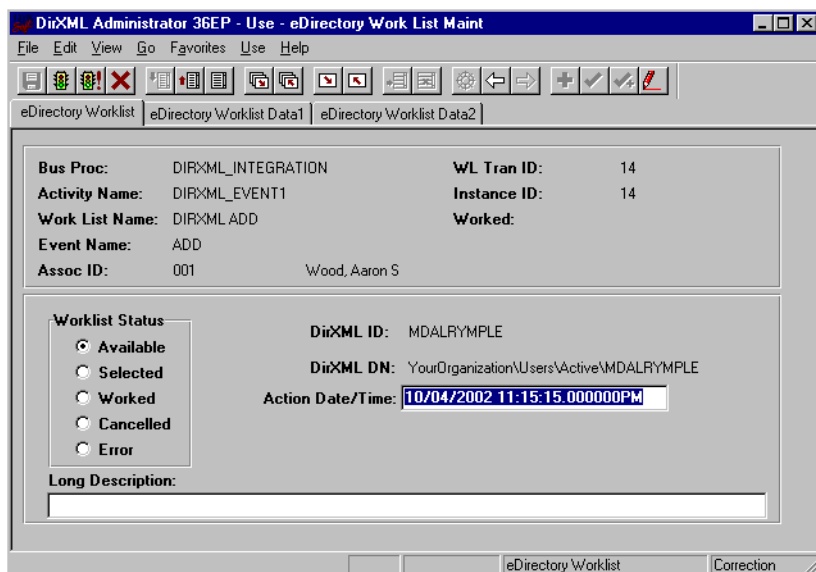 DirXML Administrator 36EP - Use - eDirectory Work List Maint
File Edit View Go Favorites Use Help
eDirectory Worklist eDirectory Worklist Data1 eDirectory Worklist Data2
Bus Proc: DIRXML_INTEGRATION WL Tran ID: 14
Activity Name: DIRXML_EVENT1 Instance ID: 14
Work List Name: DIRXML ADD Worked:
Event Name: ADD
Assoc ID: 001 Wood, Aaron S
Worklist Status
Available
Selected
Worked
Cancelled
Error
DirXML ID: MDALRYMPLE
DirXML DN: YourOrganization\Users\Active\MDALRYMPLE
Action Date/Time: 10/04/2002 11:15:15.000000PM
Long Description:
eDirectory Worklist Correction